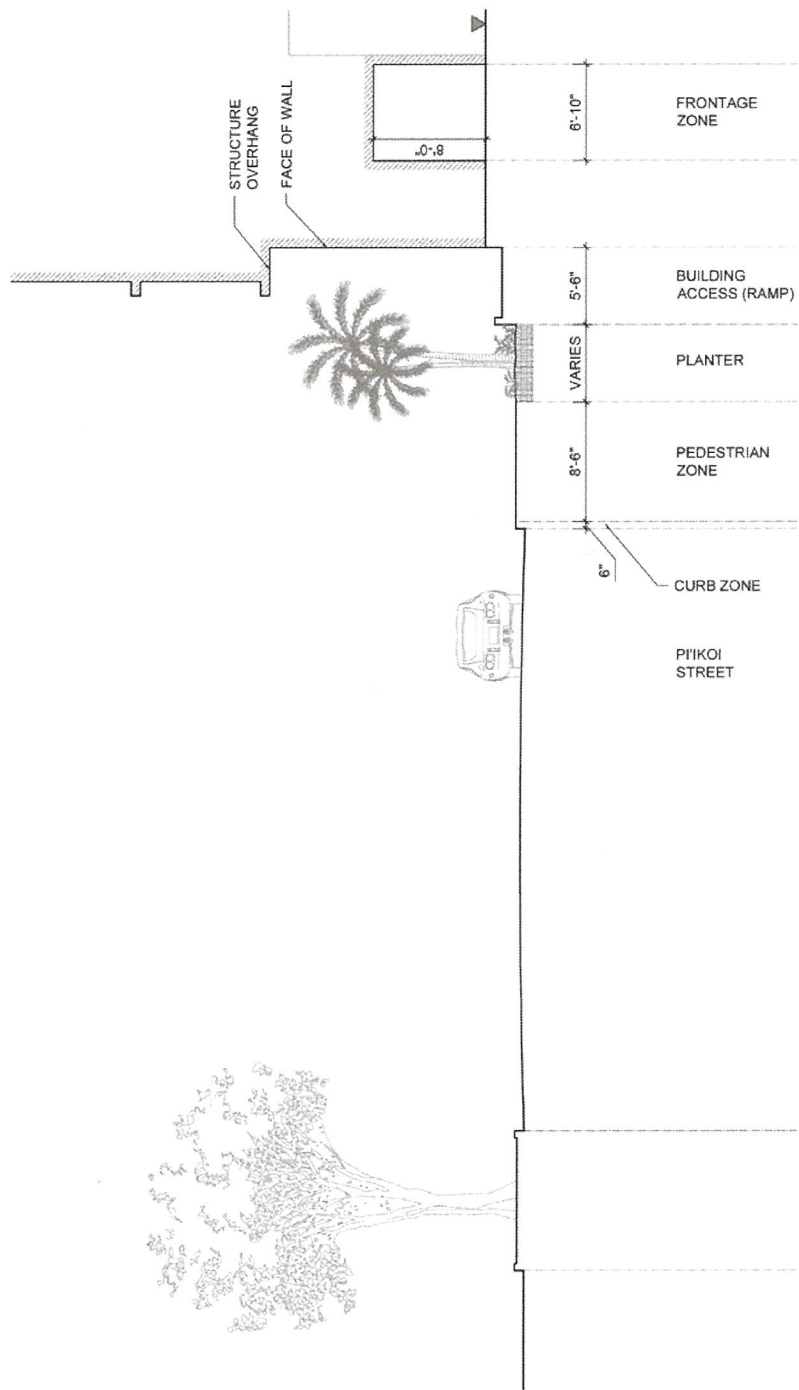 STRUCTURE
OVERHANG
FACE OF WALL
8'-0"
6'-10"
FRONTAGE
ZONE
5'-6"
BUILDING
ACCESS (RAMP)
VARIES
PLANTER
8'-6"
PEDESTRIAN
ZONE
6"
CURB ZONE
PI'IKOI
STREET